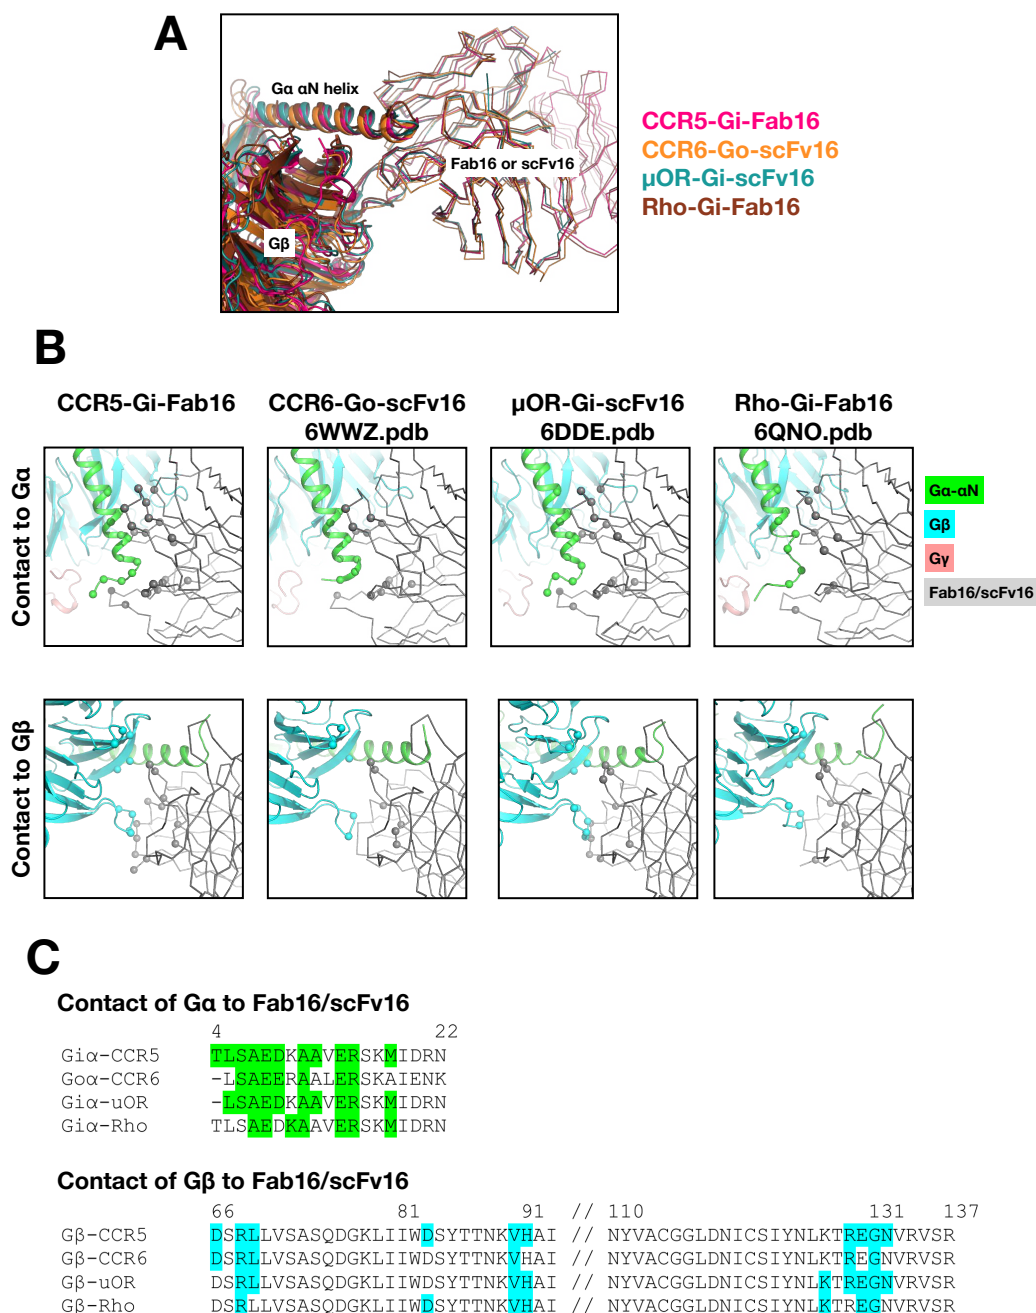 A
Gα αN helix
Fab16 or scFv16
Gβ
CCR5-Gi-Fab16
CCR6-Go-scFv16
μOR-Gi-scFv16
Rho-Gi-Fab16
B
CCR5-Gi-Fab16
CCR6-Go-scFv16
6WWZ.pdb
μOR-Gi-scFv16
6DDE.pdb
Rho-Gi-Fab16
6QNO.pdb
Contact to Gα
Gα-αN
Gβ
Gγ
Fab16/scFv16
Contact to Gβ
C
Contact of Gα to Fab16/scFv16
4 22
Giα-CCR5 TLSAEDKAAVERSKMIDRN
Goα-CCR6 -LSAEERAALERSKAIENK
Giα-uOR -LSAEDKAAVERSKMIDRN
Giα-Rho TLSAEDKAAVERSKMIDRN
Contact of Gβ to Fab16/scFv16
66 81 91 // 110 131 137
Gβ-CCR5 DSRLLVSASQDGKLIIWDSYTTNKVHAI // NYVACGGLDNICSIYNLKTREGNVRVSR
Gβ-CCR6 DSRLLVSASQDGKLIIWDSYTTNKVHAI // NYVACGGLDNICSIYNLKTREGNVRVSR
Gβ-uOR DSRLLVSASQDGKLIIWDSYTTNKVHAI // NYVACGGLDNICSIYNLKTREGNVRVSR
Gβ-Rho DSRLLVSASQDGKLIIWDSYTTNKVHAI // NYVACGGLDNICSIYNLKTREGNVRVSR